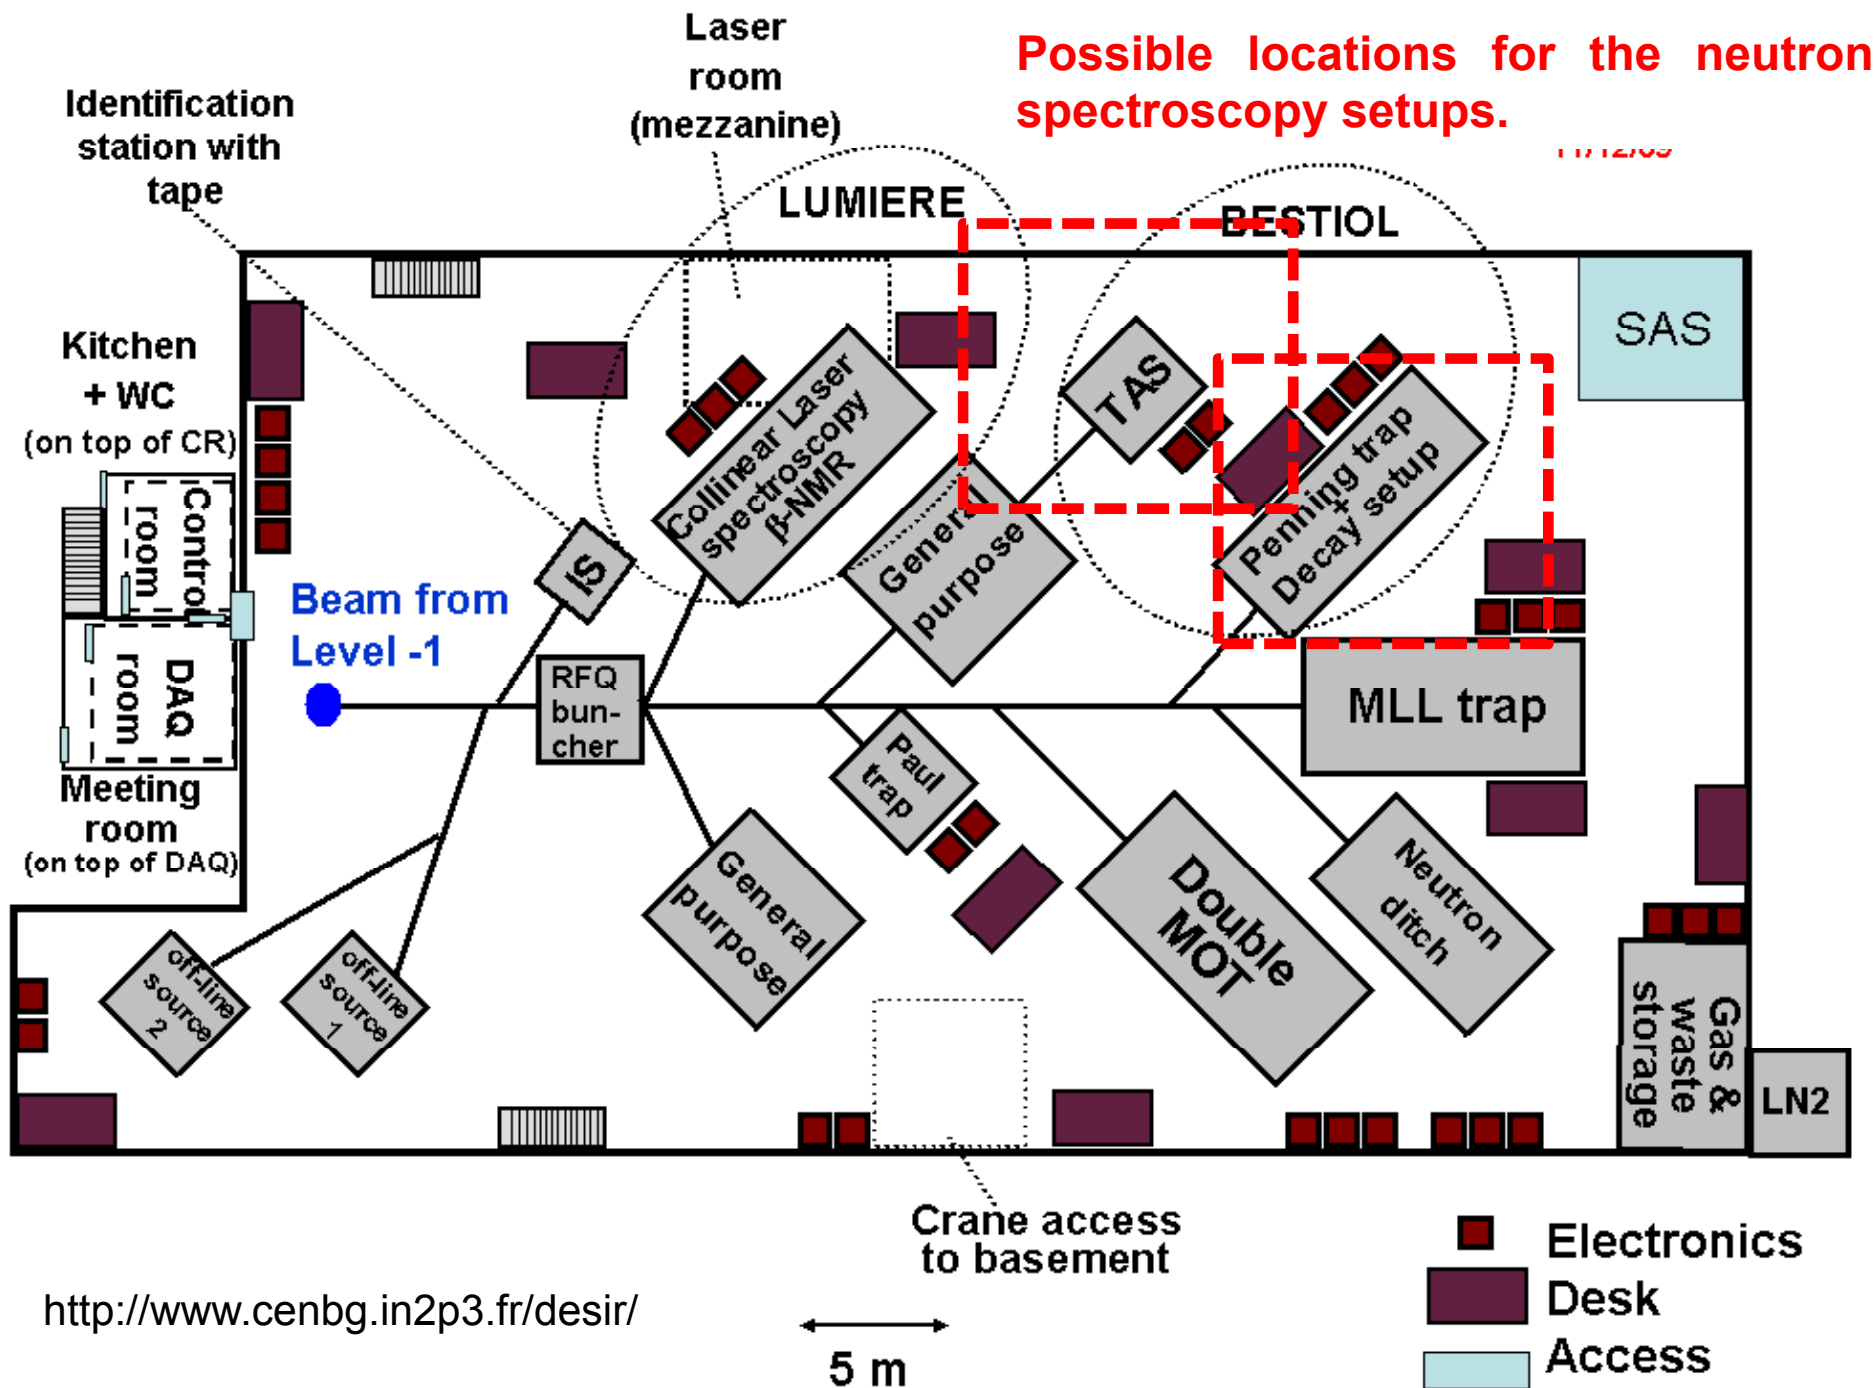 Laser
room
(mezzanine)
Possible locations for the neutron
spectroscopy setups.
Identification
station with
tape
LUMIERE
BESTIOL
SAS
Kitchen
+ WC
(on top of CR)
Control
room
DAQ
room
Meeting
room
(on top of DAQ)
Beam from
Level -1
IS
Collinear Laser
spectroscopy
β-NMR
General
purpose
TAS
Penning trap
+
Decay setup
RFQ
bun-
cher
MLL trap
Paul
trap
General
purpose
Double
MOT
Neutron
ditch
off-line
source
2
off-line
source
1
Gas &
waste
storage
LN2
Crane access
to basement
Electronics
Desk
Access
http://www.cenbg.in2p3.fr/desir/
5 m